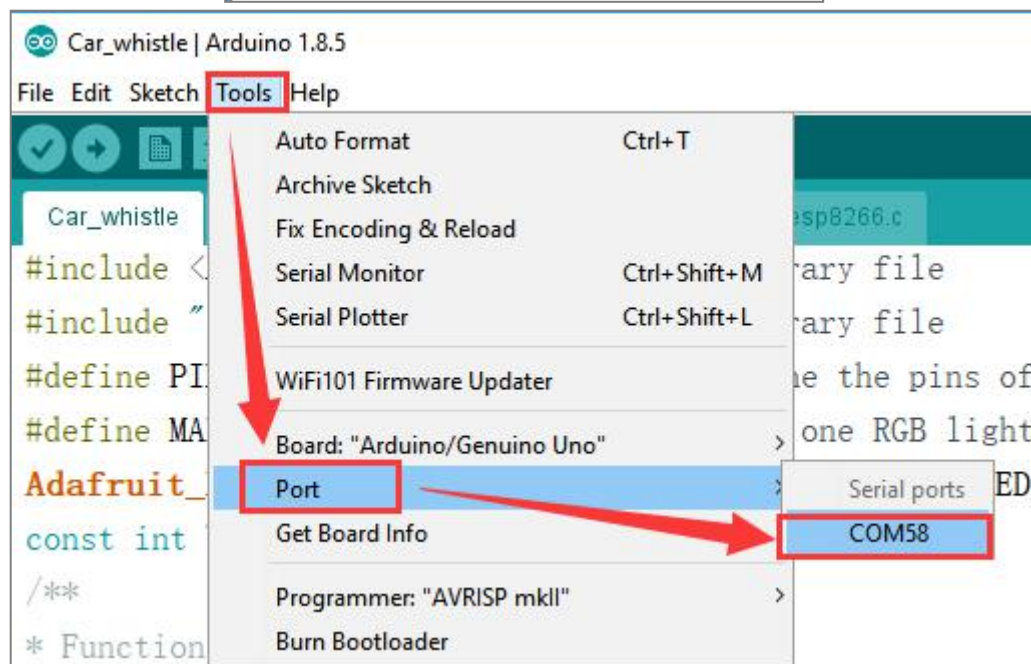 Car_whistle | Arduino 1.8.5
File Edit Sketch Tools Help
Auto Format Ctrl+T
Archive Sketch
Car_whistle esp8266.c
Fix Encoding & Reload
#include <
Serial Monitor Ctrl+Shift+M
rary file
#include "
Serial Plotter Ctrl+Shift+L
rary file
#define PI
WiFi101 Firmware Updater
the pins of
#define MA
Board: "Arduino/Genuino Uno" >
one RGB light
Adafruit_
Port >
Serial ports
ED
const int
Get Board Info
COM58
/**
Programmer: "AVRISP mkII" >
* Function
Burn Bootloader